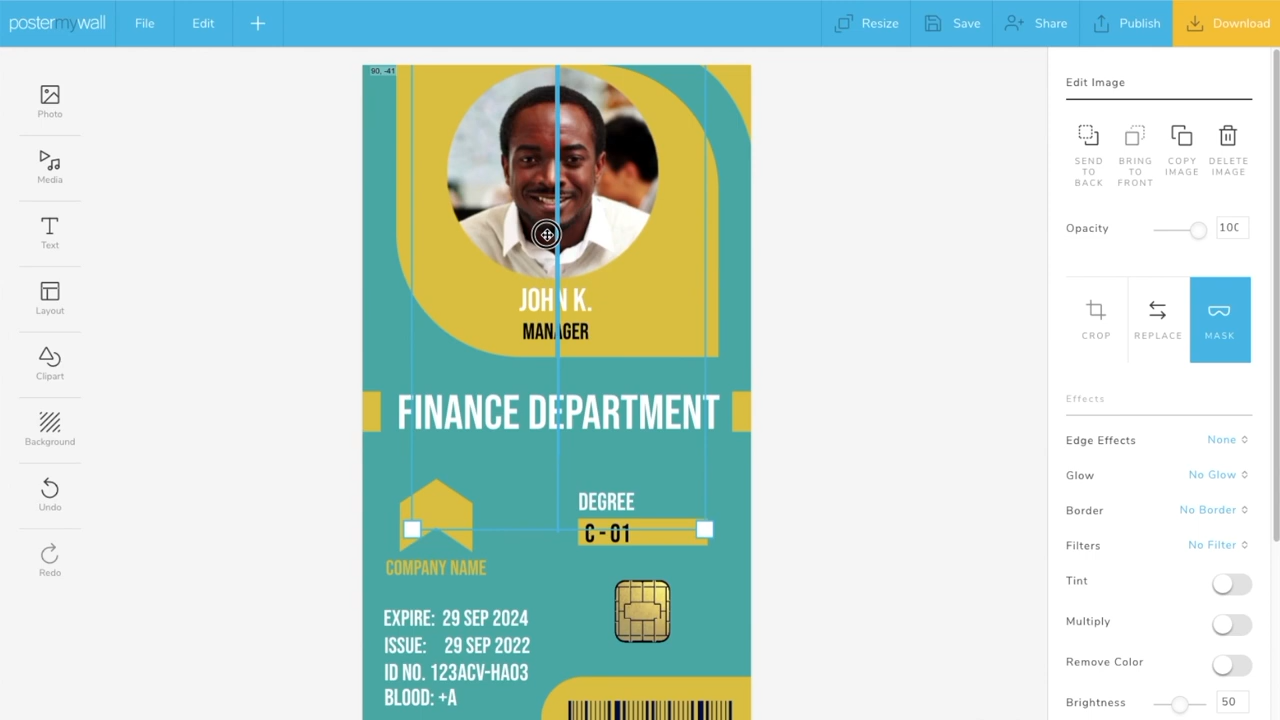 postermywall File Edit Resize Save Share Publish Download
Photo
Media
Text
Layout
Clipart
Background
Undo
Redo
90, -41
JOHN K.
MANAGER
FINANCE DEPARTMENT
DEGREE
C - 01
COMPANY NAME
EXPIRE: 29 SEP 2024
ISSUE: 29 SEP 2022
ID NO. 123ACV-HA03
BLOOD: +A
Edit Image
SEND TO BACK
BRING TO FRONT
COPY IMAGE
DELETE IMAGE
Opacity 100
CROP REPLACE MASK
Effects
Edge Effects None
Glow No Glow
Border No Border
Filters No Filter
Tint
Multiply
Remove Color
Brightness 50